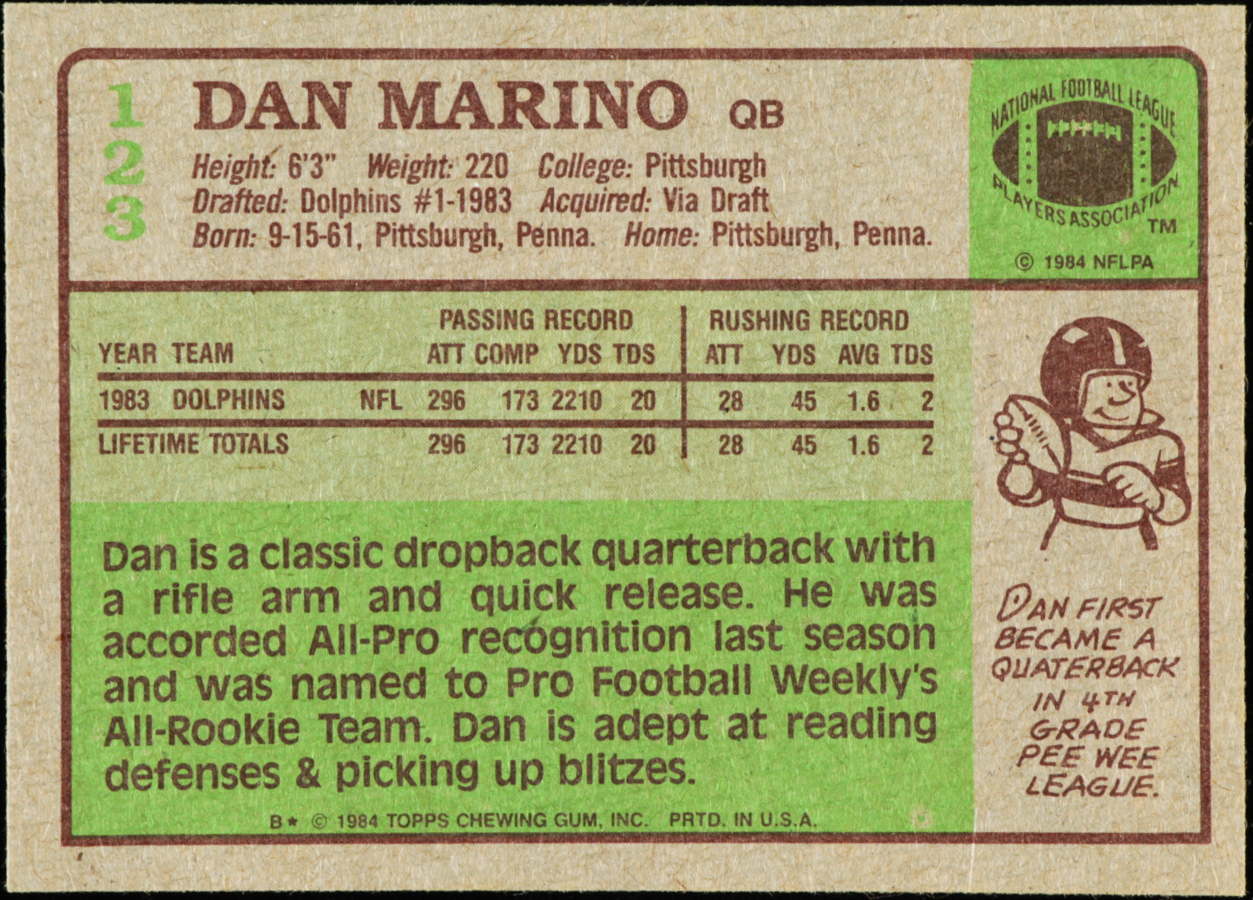 1
2
3
DAN MARINO QB
Height: 6'3" Weight: 220 College: Pittsburgh
Drafted: Dolphins #1-1983 Acquired: Via Draft
Born: 9-15-61, Pittsburgh, Penna. Home: Pittsburgh, Penna.
NATIONAL FOOTBALL LEAGUE
PLAYERS ASSOCIATION
TM
© 1984 NFLPA
PASSING RECORD RUSHING RECORD
YEAR TEAM ATT COMP YDS TDS ATT YDS AVG TDS
1983 DOLPHINS NFL 296 173 2210 20 28 45 1.6 2
LIFETIME TOTALS 296 173 2210 20 28 45 1.6 2
Dan is a classic dropback quarterback with
a rifle arm and quick release. He was
accorded All-Pro recognition last season
and was named to Pro Football Weekly's
All-Rookie Team. Dan is adept at reading
defenses & picking up blitzes.
B* © 1984 TOPPS CHEWING GUM, INC. PRTD. IN U.S.A.
DAN FIRST
BECAME A
QUATERBACK
IN 4TH
GRADE
PEE WEE
LEAGUE.